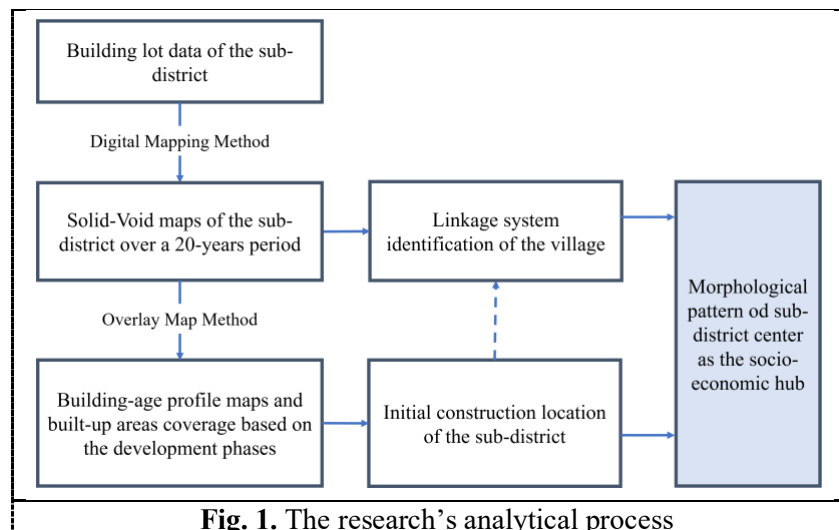 Building lot data of the sub-
district
Digital Mapping Method
Solid-Void maps of the sub-
district over a 20-years period
Linkage system
identification of the village
Morphological
pattern od sub-
district center
as the socio-
economic hub
Overlay Map Method
Building-age profile maps and
built-up areas coverage based on
the development phases
Initial construction location
of the sub-district
Fig. 1. The research’s analytical process